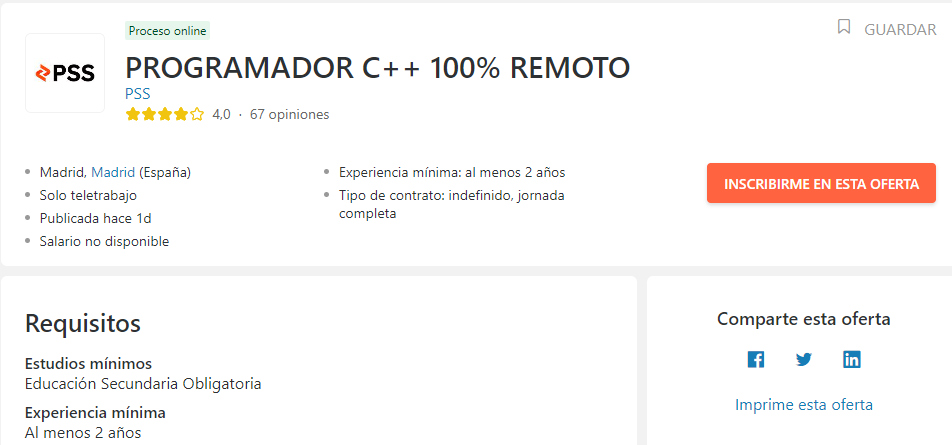 Proceso online
GUARDAR
PSS
PROGRAMADOR C++ 100% REMOTO
PSS
4,0 · 67 opiniones
Madrid, Madrid (España)
Solo teletrabajo
Publicada hace 1d
Salario no disponible
Experiencia mínima: al menos 2 años
Tipo de contrato: indefinido, jornada
completa
INSCRIBIRME EN ESTA OFERTA
Requisitos
Estudios mínimos
Educación Secundaria Obligatoria
Experiencia mínima
Al menos 2 años
Comparte esta oferta
Imprime esta oferta